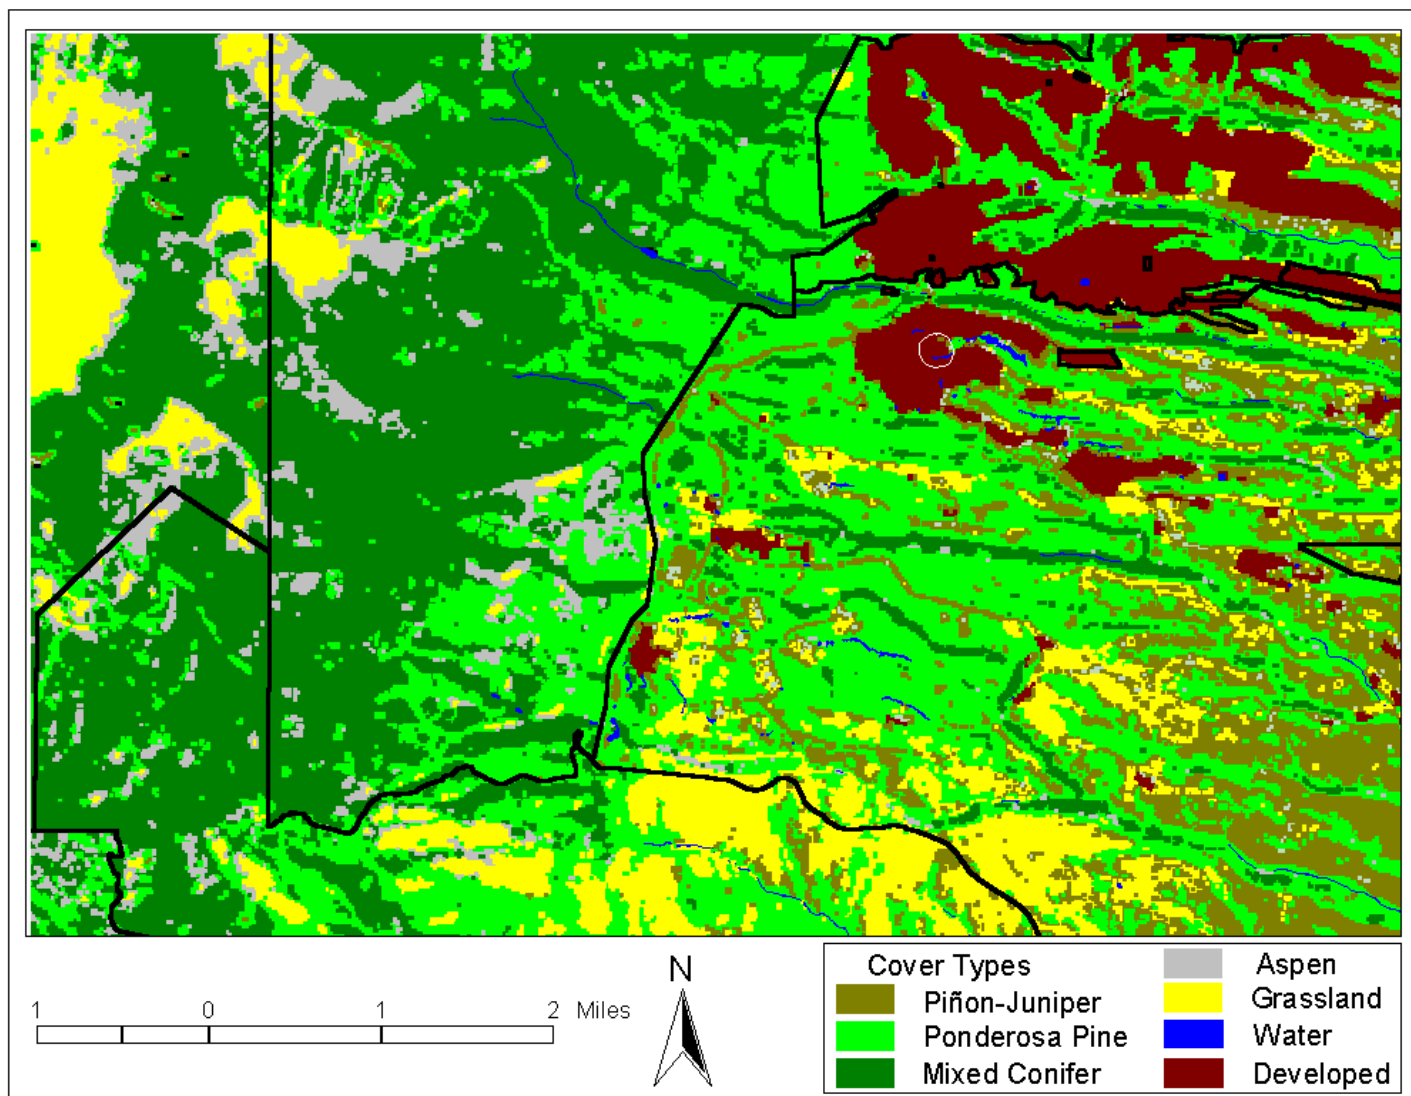 1 0 1 2 Miles
N
Cover Types
Piñon-Juniper
Ponderosa Pine
Mixed Conifer
Aspen
Grassland
Water
Developed